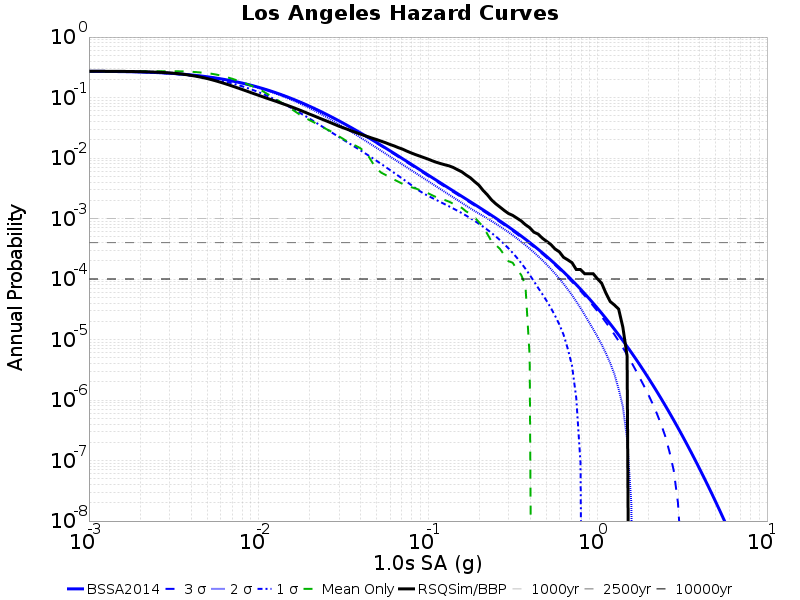 Los Angeles Hazard Curves
Annual Probability
10^0
10^-1
10^-2
10^-3
10^-4
10^-5
10^-6
10^-7
10^-8
10^-3 10^-2 10^-1 10^0 10^1
1.0s SA (g)
BSSA2014 3 σ 2 σ 1 σ Mean Only RSQSim/BBP 1000yr 2500yr 10000yr